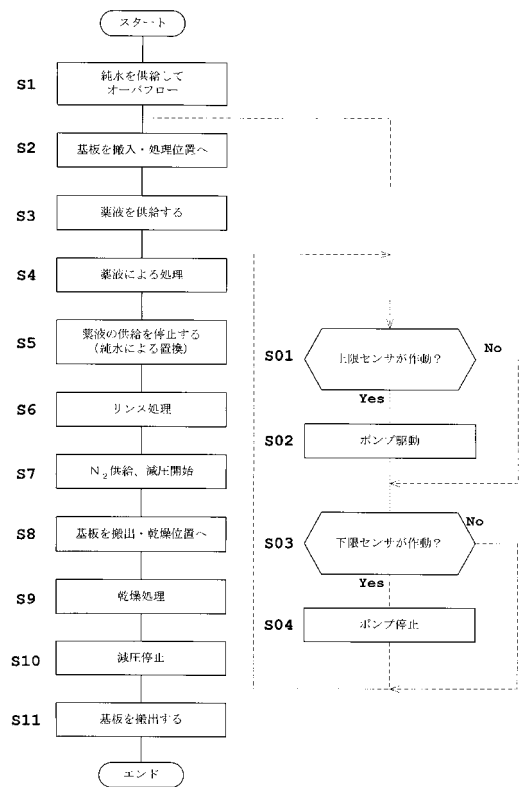 スタート
S1
純水を供給して
オーバフロー
S2
基板を搬入・処理位置へ
S3
薬液を供給する
S4
薬液による処理
S5
薬液の供給を停止する
(純水による置換)
S6
リンス処理
S7
N2供給、減圧開始
S8
基板を搬出・乾燥位置へ
S9
乾燥処理
S10
減圧停止
S11
基板を搬出する
エンド
S01
上限センサが作動?
No
Yes
S02
ポンプ駆動
S03
下限センサが作動?
No
Yes
S04
ポンプ停止